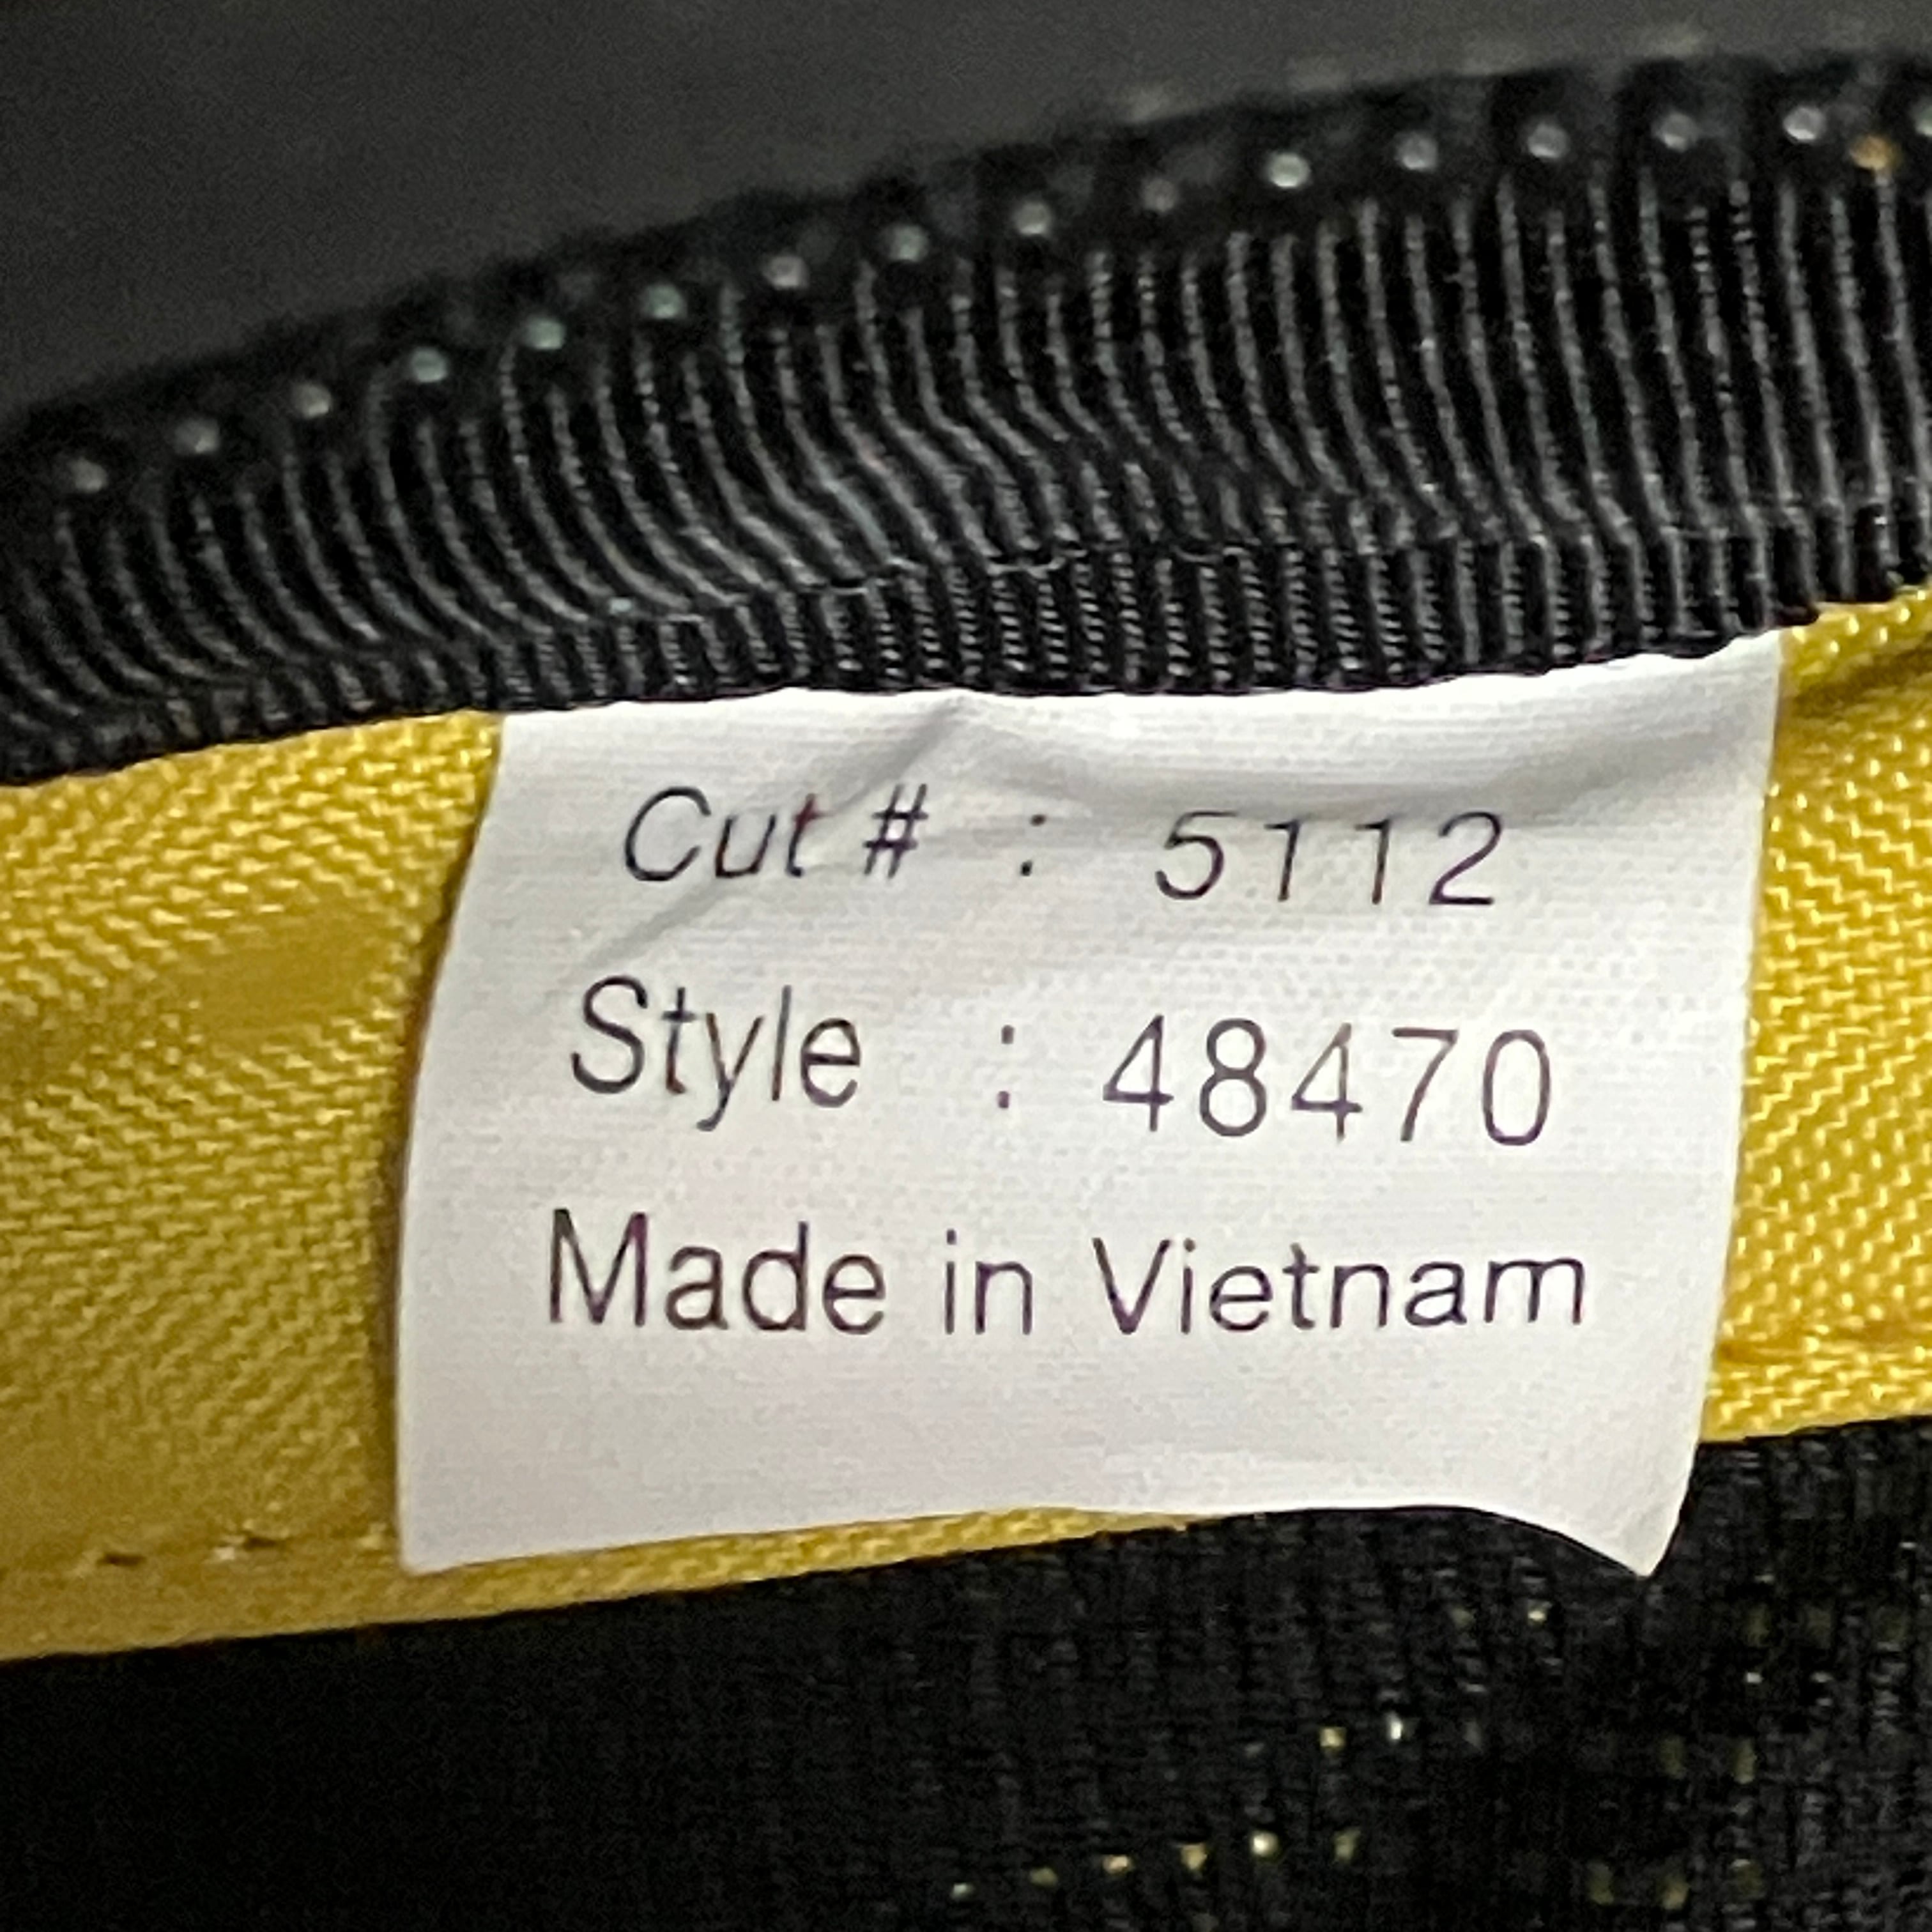 Cut # : 5112
Style : 48470
Made in Vietnam